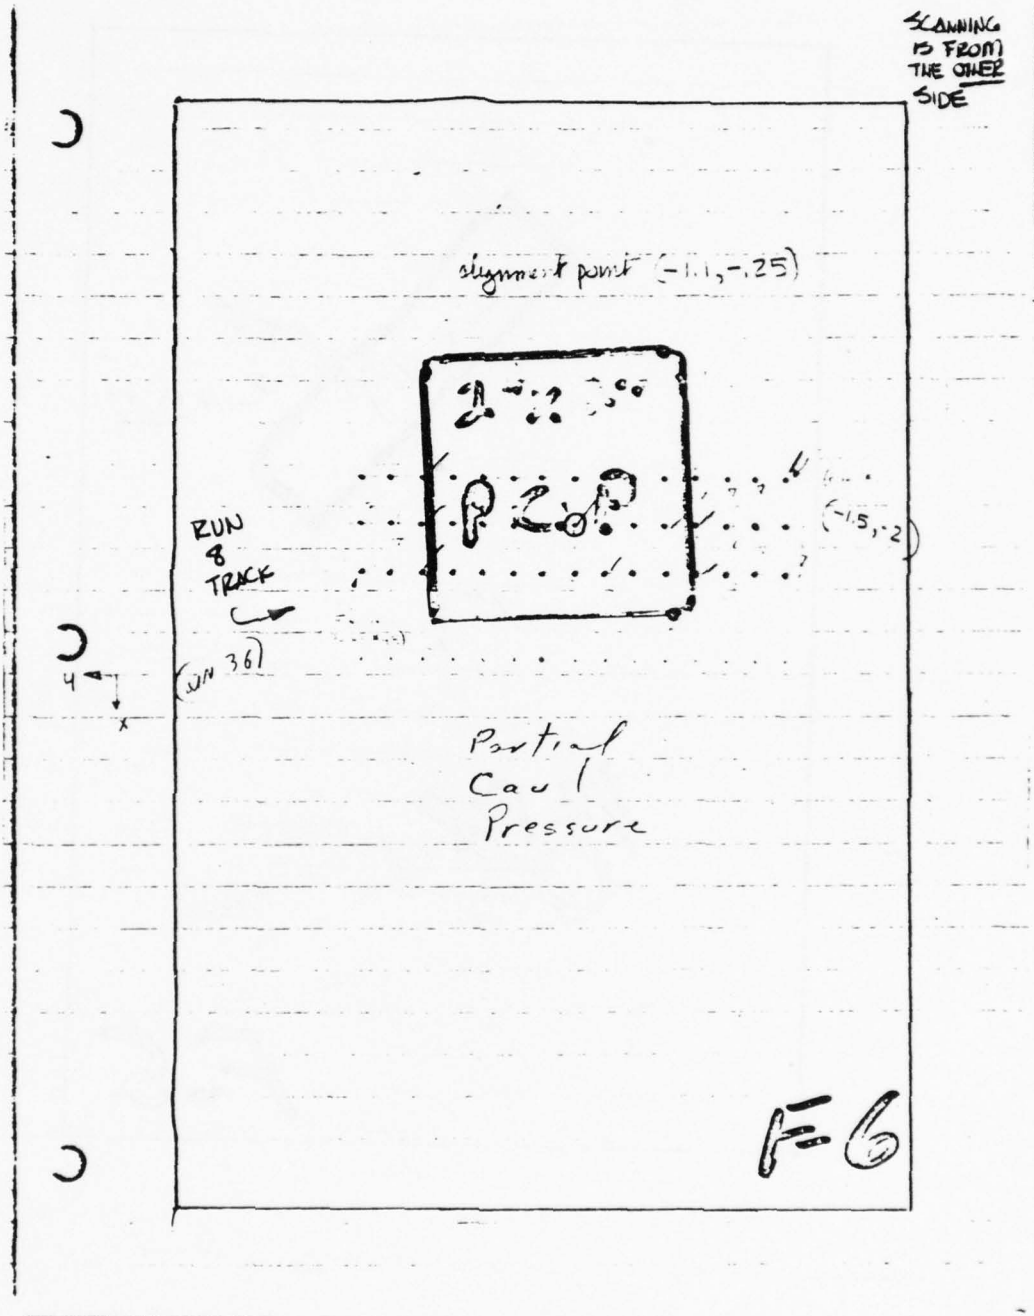 SCANNING
IS FROM
THE OTHER
SIDE
alignment point (-1.1, -.25)
P C P
(-1.5, -2)
RUN
8
TRACK
(RUN 36)
y
x
Partial
Caul
Pressure
F=6